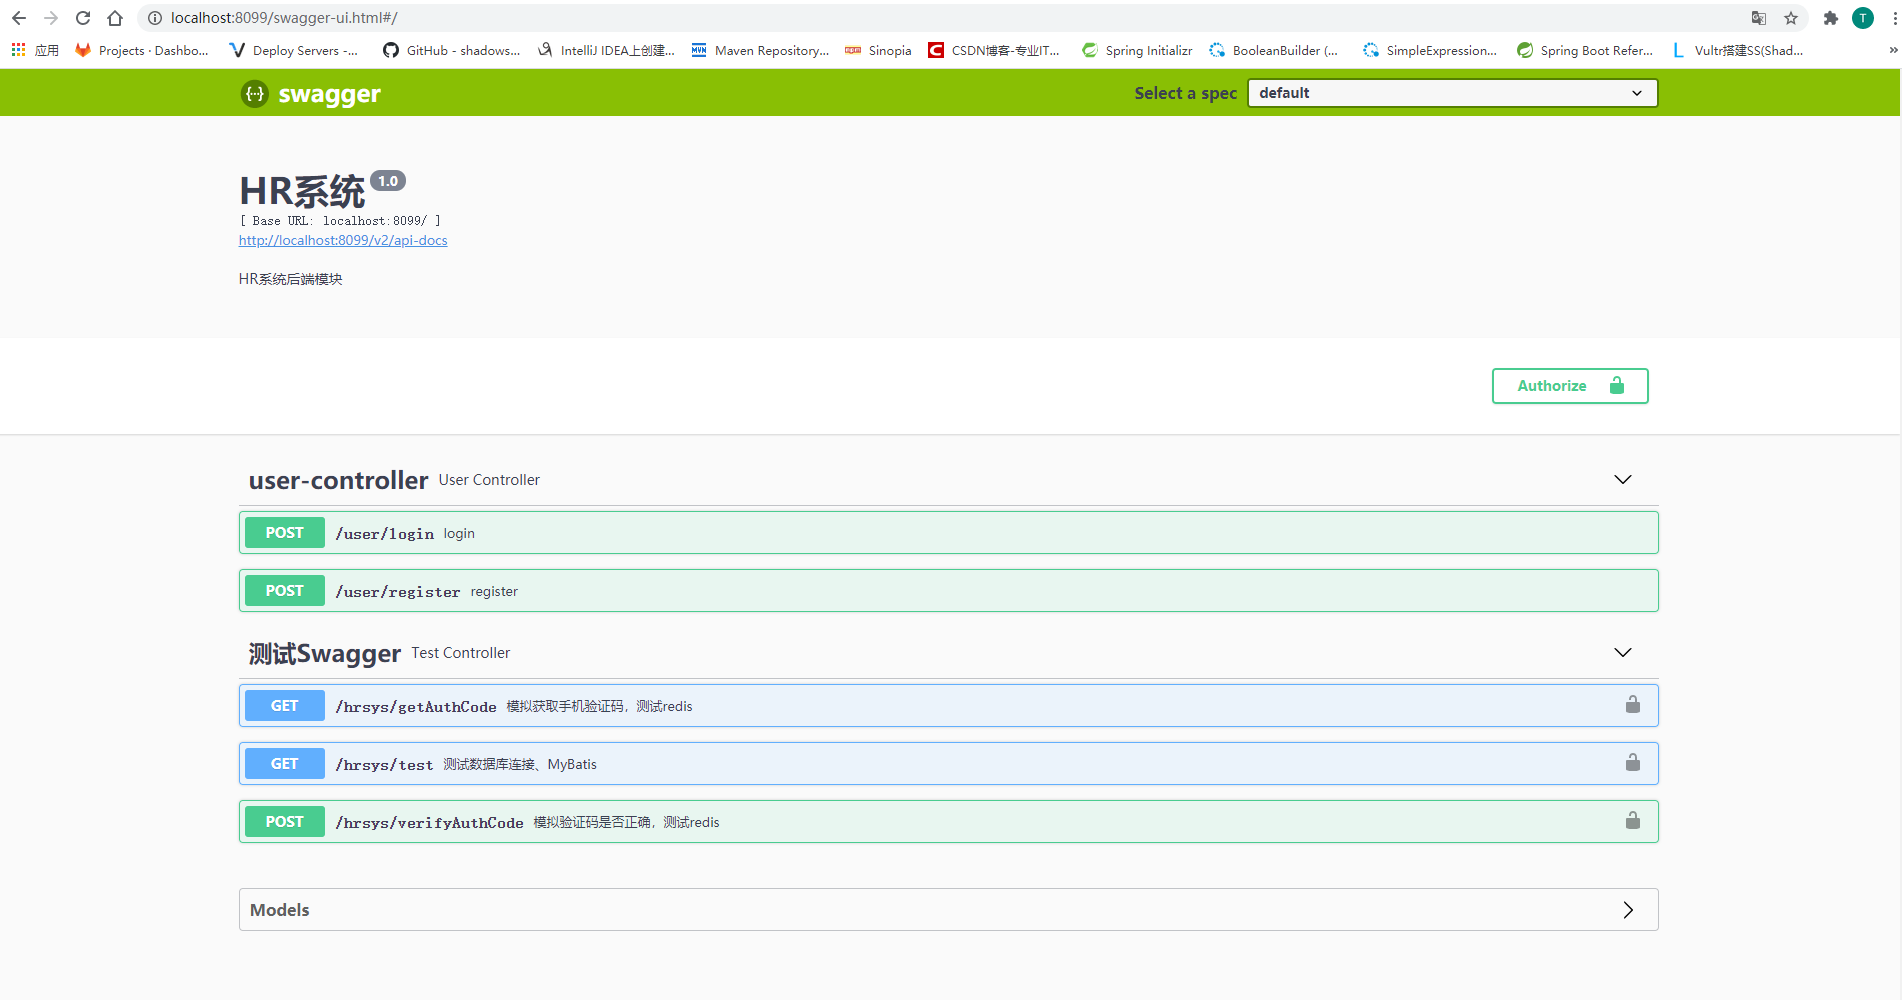 localhost:8099/swagger-ui.html#/
T
应用
Projects · Dashbo...
Deploy Servers -...
GitHub - shadows...
IntelliJ IDEA上创建...
Maven Repository...
Sinopia
CSDN博客-专业IT...
Spring Initializr
BooleanBuilder (...
SimpleExpression...
Spring Boot Refer...
Vultr搭建SS(Shad...
»
{··} swagger
Select a spec
default
HR系统 1.0
[ Base URL: localhost:8099/ ]
http://localhost:8099/v2/api-docs
HR系统后端模块
Authorize
user-controller User Controller
POST /user/login login
POST /user/register register
测试Swagger Test Controller
GET /hrsys/getAuthCode 模拟获取手机验证码，测试redis
GET /hrsys/test 测试数据库连接、MyBatis
POST /hrsys/verifyAuthCode 模拟验证码是否正确，测试redis
Models